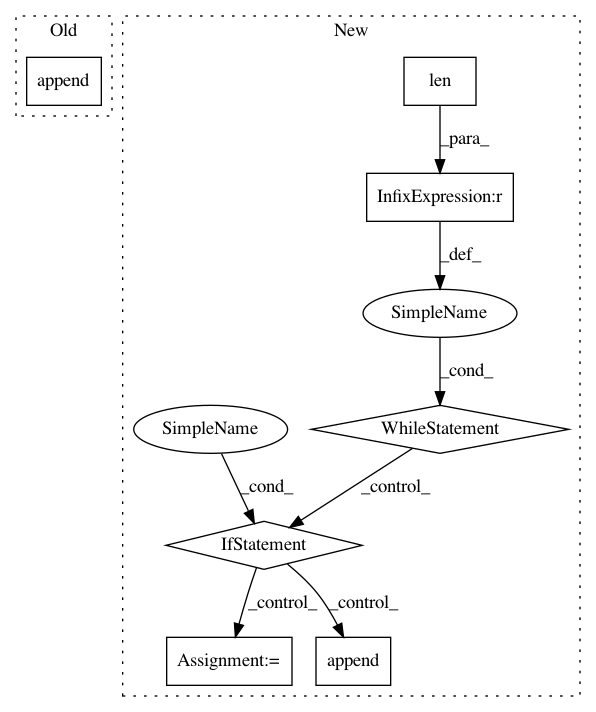 Old
New
append
len
_para_
InfixExpression:r
_def_
SimpleName
_cond_
SimpleName
WhileStatement
_cond_
_control_
IfStatement
_control_
_control_
Assignment:=
append